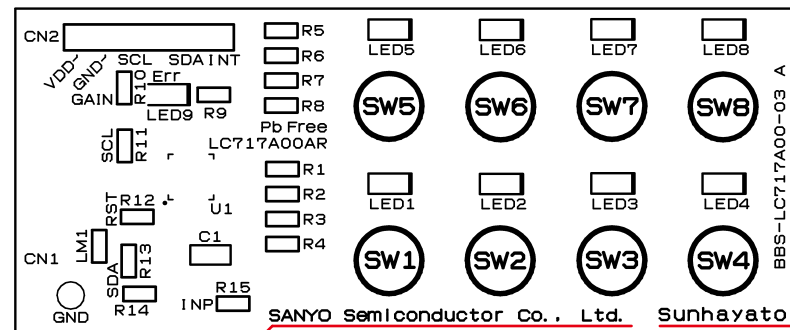 CN2
VDD~ GND~ SCL SDA INT
GAIN R10 Err LED9 R9
SCL R11
R5
R6
R7
R8
Pb Free
LC717A00AR
R1
R2
R3
R4
U1
RST R12
LM1
CN1
SDA R13
R14
C1
INP R15
GND
LED5 LED6 LED7 LED8
SW5 SW6 SW7 SW8
LED1 LED2 LED3 LED4
SW1 SW2 SW3 SW4
BBS-LC717A00-03 A
SANYO Semiconductor Co., Ltd. Sunhayato